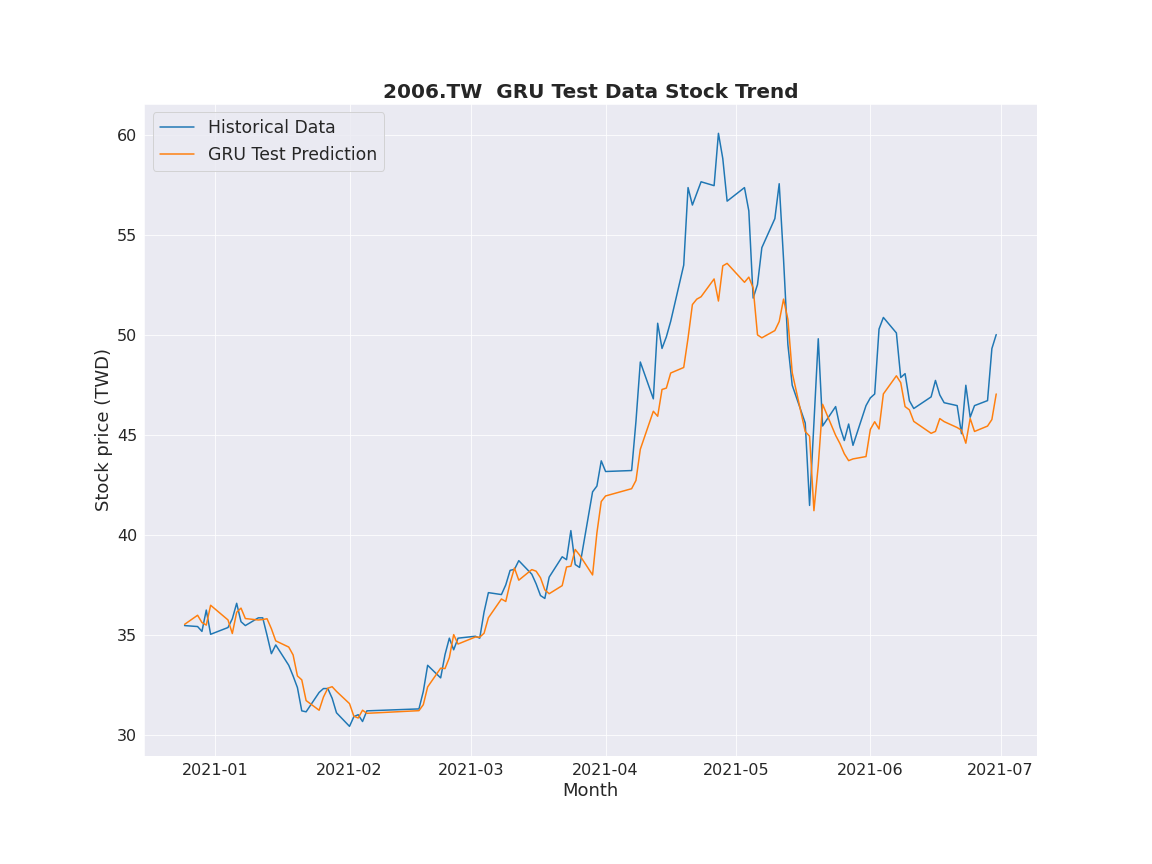 2006.TW  GRU Test Data Stock Trend
Historical Data
GRU Test Prediction
60
55
50
45
40
35
30
Stock price (TWD)
2021-01 2021-02 2021-03 2021-04 2021-05 2021-06 2021-07
Month